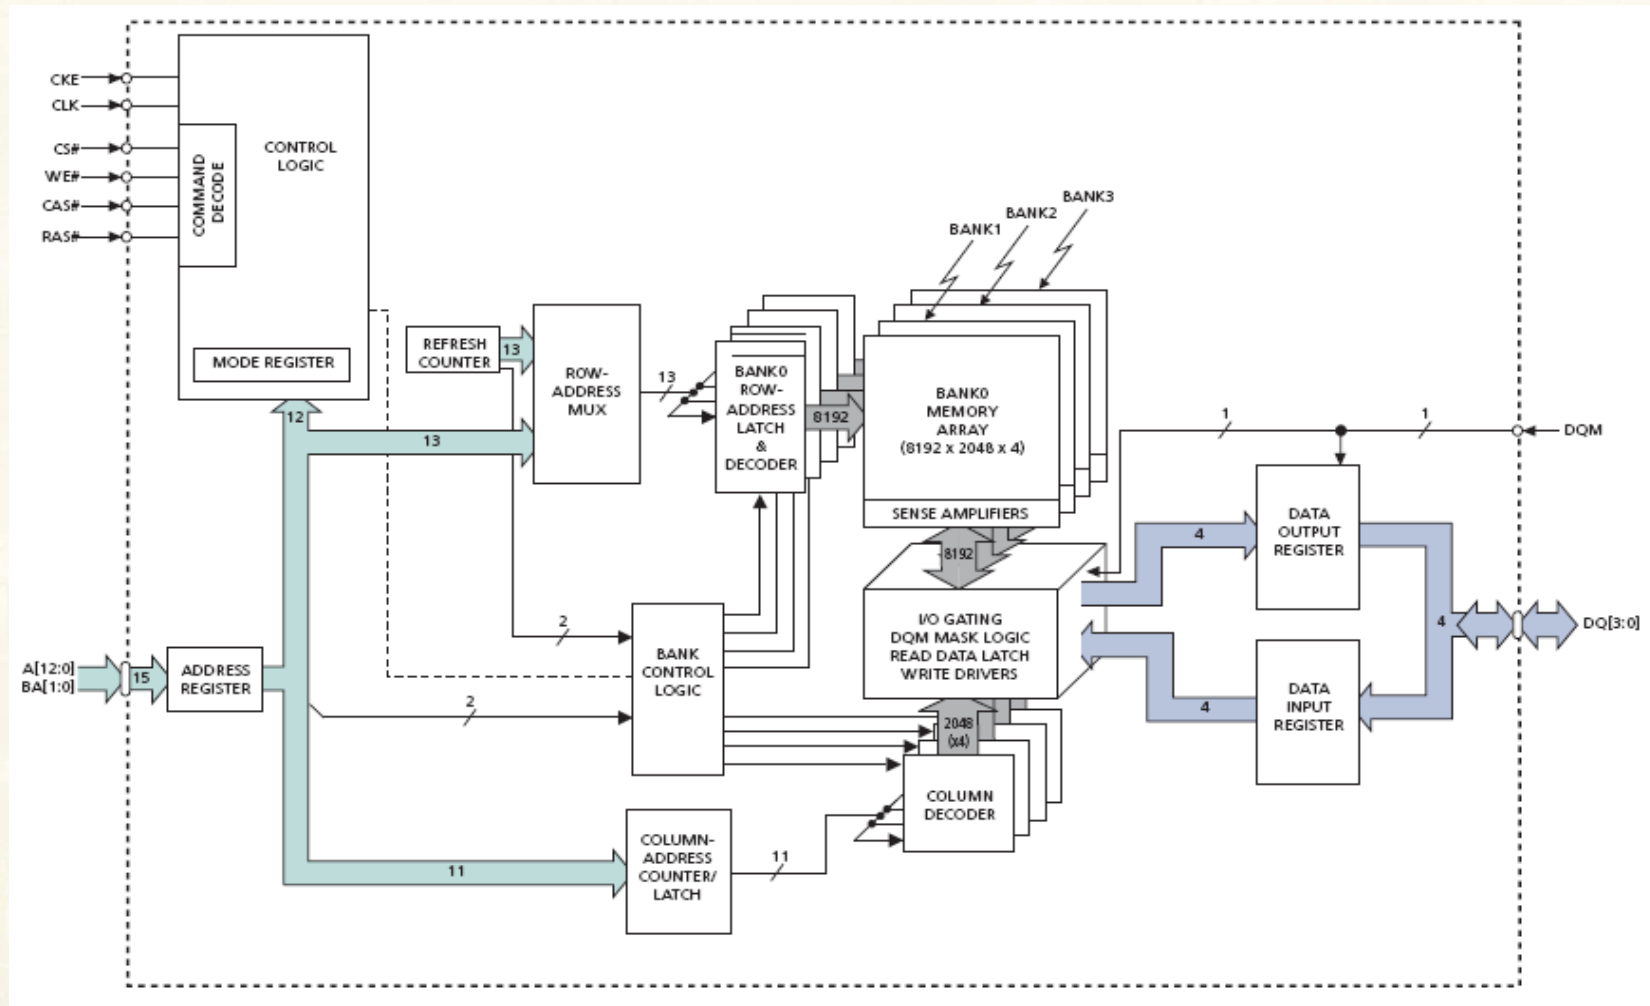 CKE
CLK
CS#
WE#
CAS#
RAS#
COMMAND
DECODE
CONTROL
LOGIC
MODE REGISTER
12
13
REFRESH
COUNTER
13
ROW-
ADDRESS
MUX
13
BANK0
ROW-
ADDRESS
LATCH
&
DECODER
8192
BANK1
BANK2
BANK3
BANK0
MEMORY
ARRAY
(8192 x 2048 x 4)
SENSE AMPLIFIERS
8192
I/O GATING
DQM MASK LOGIC
READ DATA LATCH
WRITE DRIVERS
2048
(x4)
COLUMN
DECODER
1
1
DQM
DATA
OUTPUT
REGISTER
4
4
DQ[3:0]
DATA
INPUT
REGISTER
4
A[12:0]
BA[1:0]
15
ADDRESS
REGISTER
2
2
BANK
CONTROL
LOGIC
11
COLUMN-
ADDRESS
COUNTER/
LATCH
11